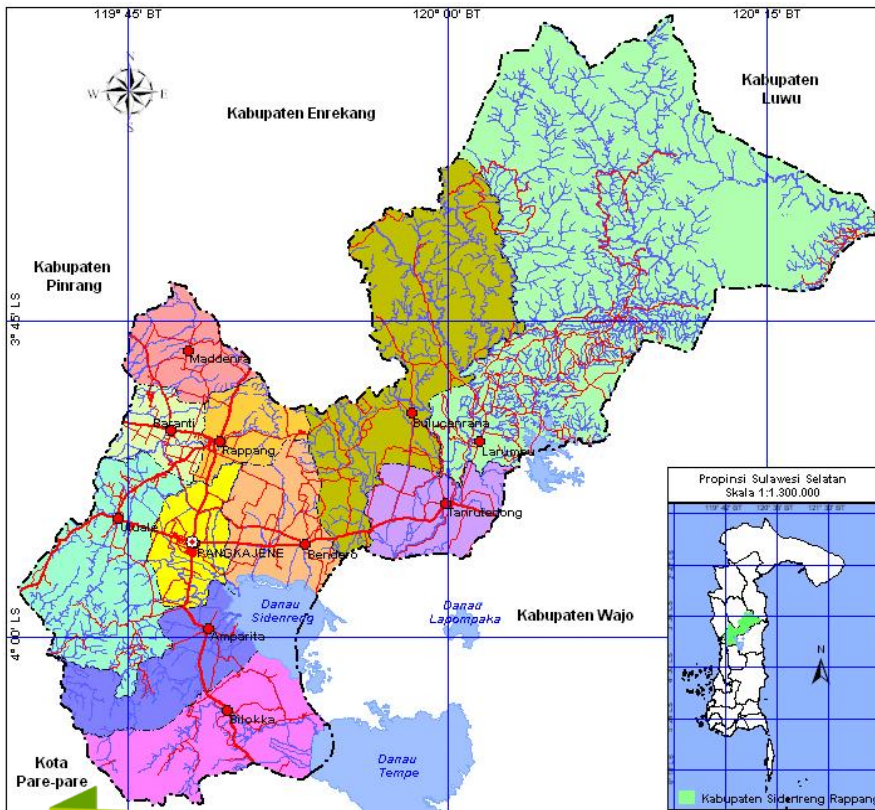 119° 45' BT
120° 00' BT
120° 15' BT
N
W
E
S
Kabupaten Enrekang
Kabupaten
Luwu
Kabupaten
Pinrang
3° 45' LS
Maddenra
Baranti
Rappang
Bulucenrana
Larumpu
Uluale
PANGKAJENE
Bendoro
Tanrutedong
Danau
Sidenreng
Danau
Lapompaka
Kabupaten Wajo
4° 00' LS
Amparita
Bilokka
Kota
Pare-pare
Danau
Tempe
Propinsi Sulawesi Selatan
Skala 1:1.300.000
N
Kabupaten Sidenreng Rappang